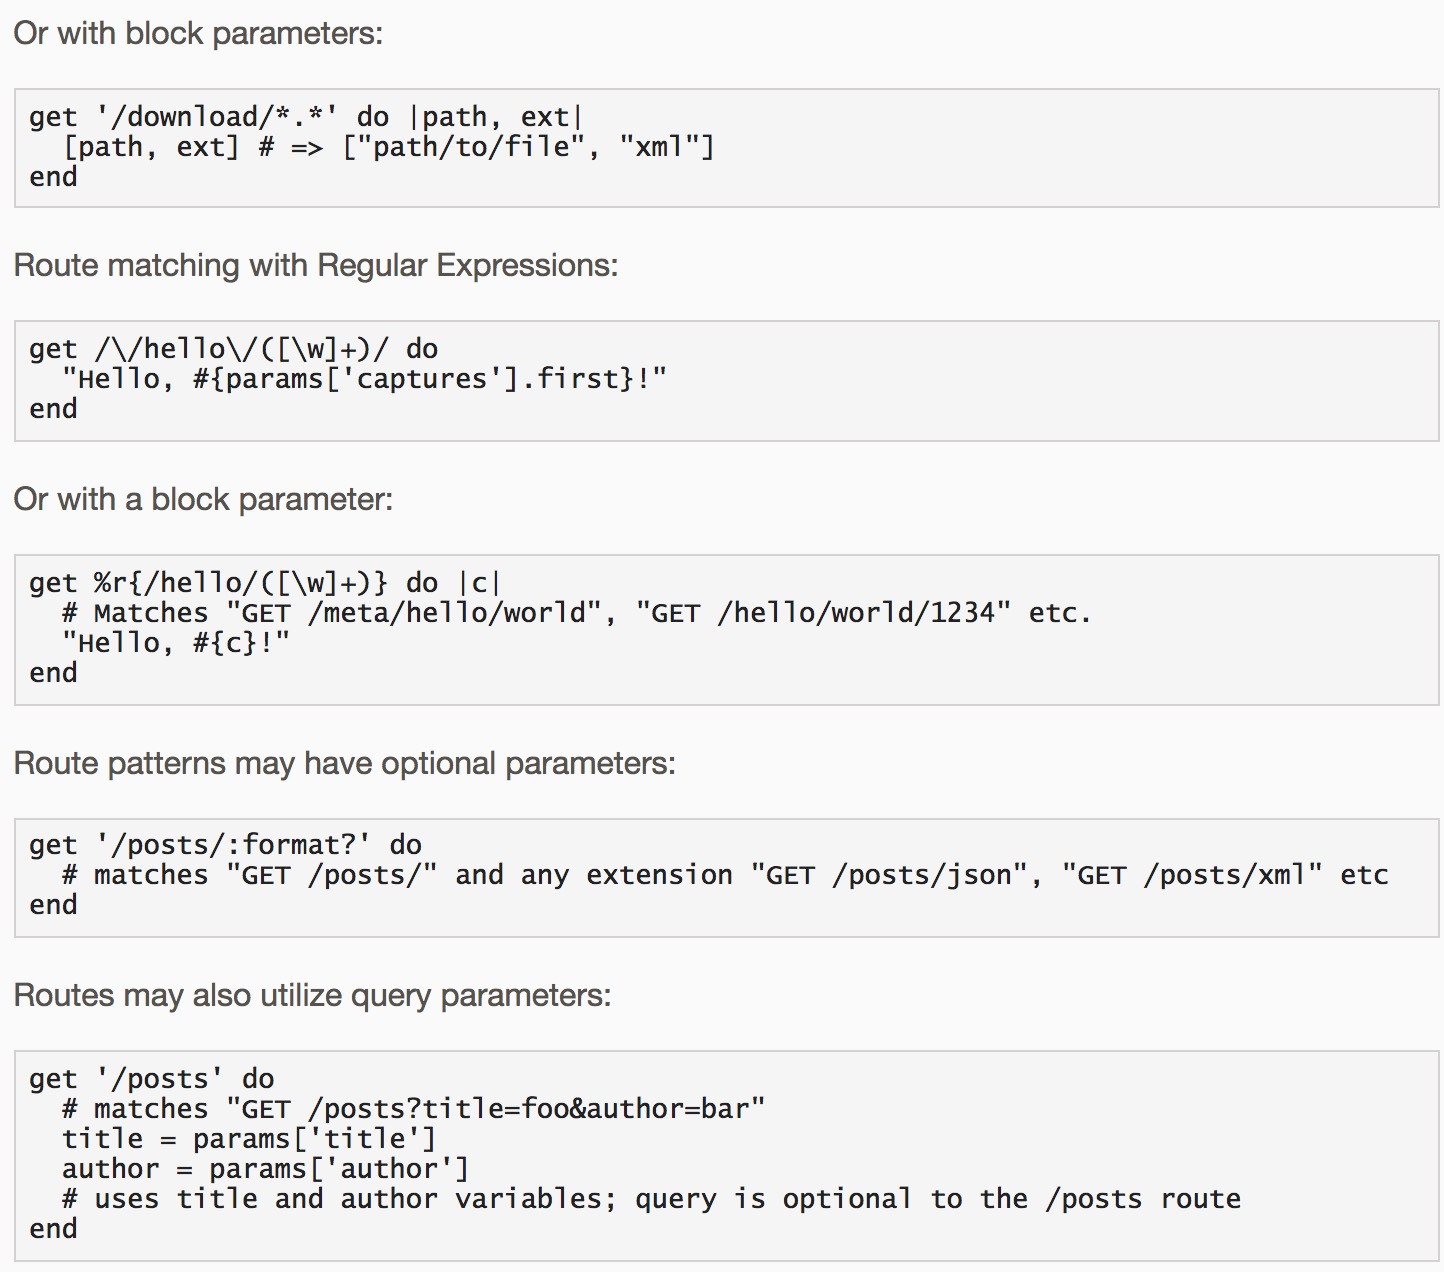 Or with block parameters:
get '/download/*.*' do |path, ext|
  [path, ext] # => ["path/to/file", "xml"]
end
Route matching with Regular Expressions:
get /\/hello\/([\w]+)/ do
  "Hello, #{params['captures'].first}!"
end
Or with a block parameter:
get %r{/hello/([\w]+)} do |c|
  # Matches "GET /meta/hello/world", "GET /hello/world/1234" etc.
  "Hello, #{c}!"
end
Route patterns may have optional parameters:
get '/posts/:format?' do
  # matches "GET /posts/" and any extension "GET /posts/json", "GET /posts/xml" etc
end
Routes may also utilize query parameters:
get '/posts' do
  # matches "GET /posts?title=foo&author=bar"
  title = params['title']
  author = params['author']
  # uses title and author variables; query is optional to the /posts route
end